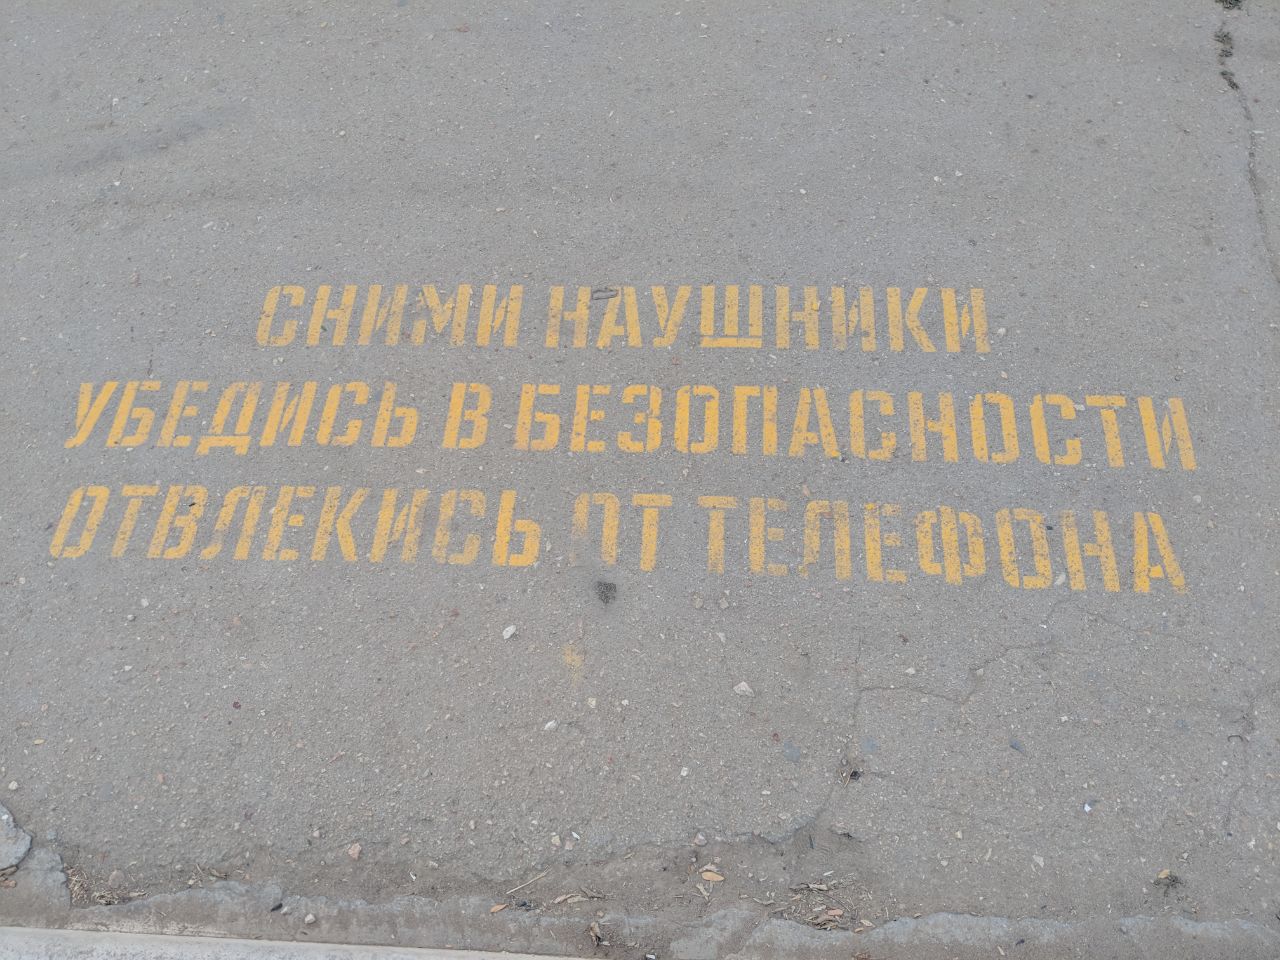 СНИМИ НАУШНИКИ
УБЕДИСЬ В БЕЗОПАСНОСТИ
ОТВЛЕКИСЬ ОТ ТЕЛЕФОНА